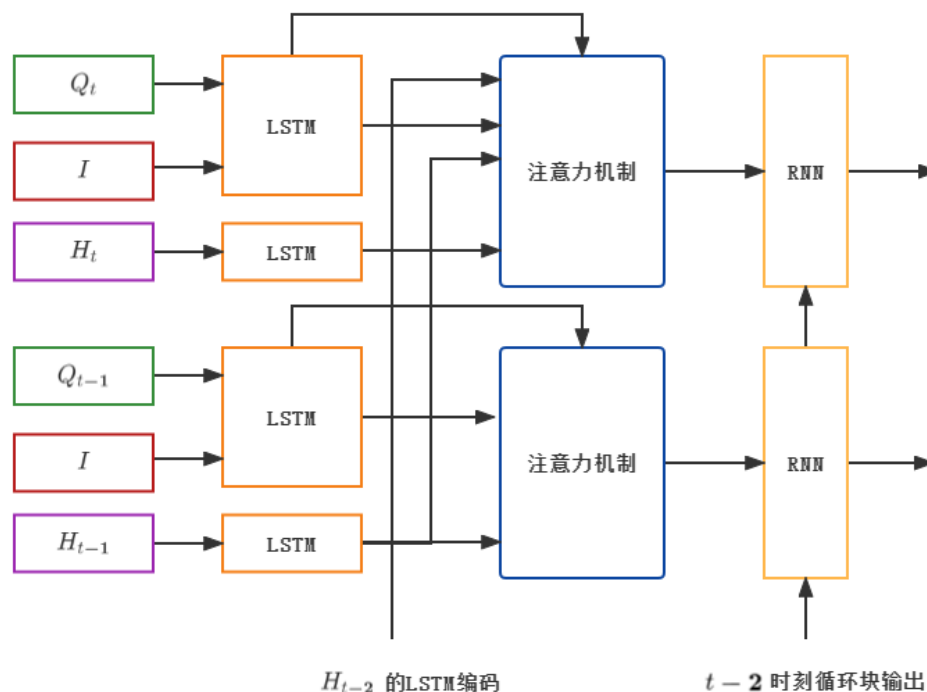 Q_t
LSTM
I
注意力机制
RNN
H_t
LSTM
Q_{t−1}
LSTM
I
注意力机制
RNN
H_{t−1}
LSTM
H_{t−2} 的LSTM编码
t − 2 时刻循环块输出